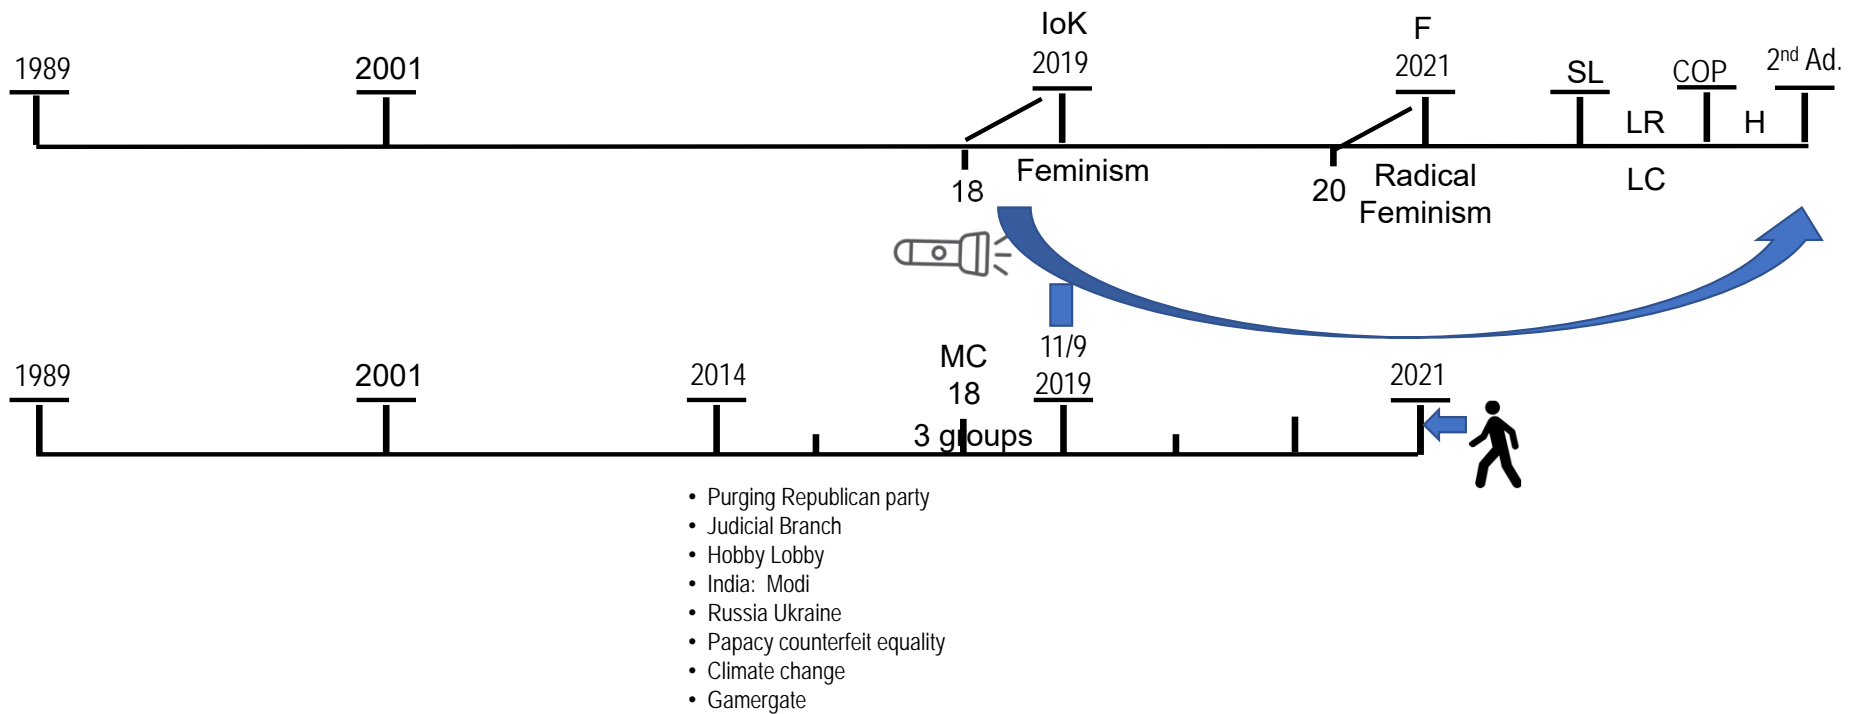 IoK
F
1989
2001
2019
2021
SL
COP
2nd Ad.
LR
H
18
Feminism
20
Radical
Feminism
LC
11/9
MC
1989
2001
2014
18
2019
2021
3 groups
• Purging Republican party
• Judicial Branch
• Hobby Lobby
• India: Modi
• Russia Ukraine
• Papacy counterfeit equality
• Climate change
• Gamergate